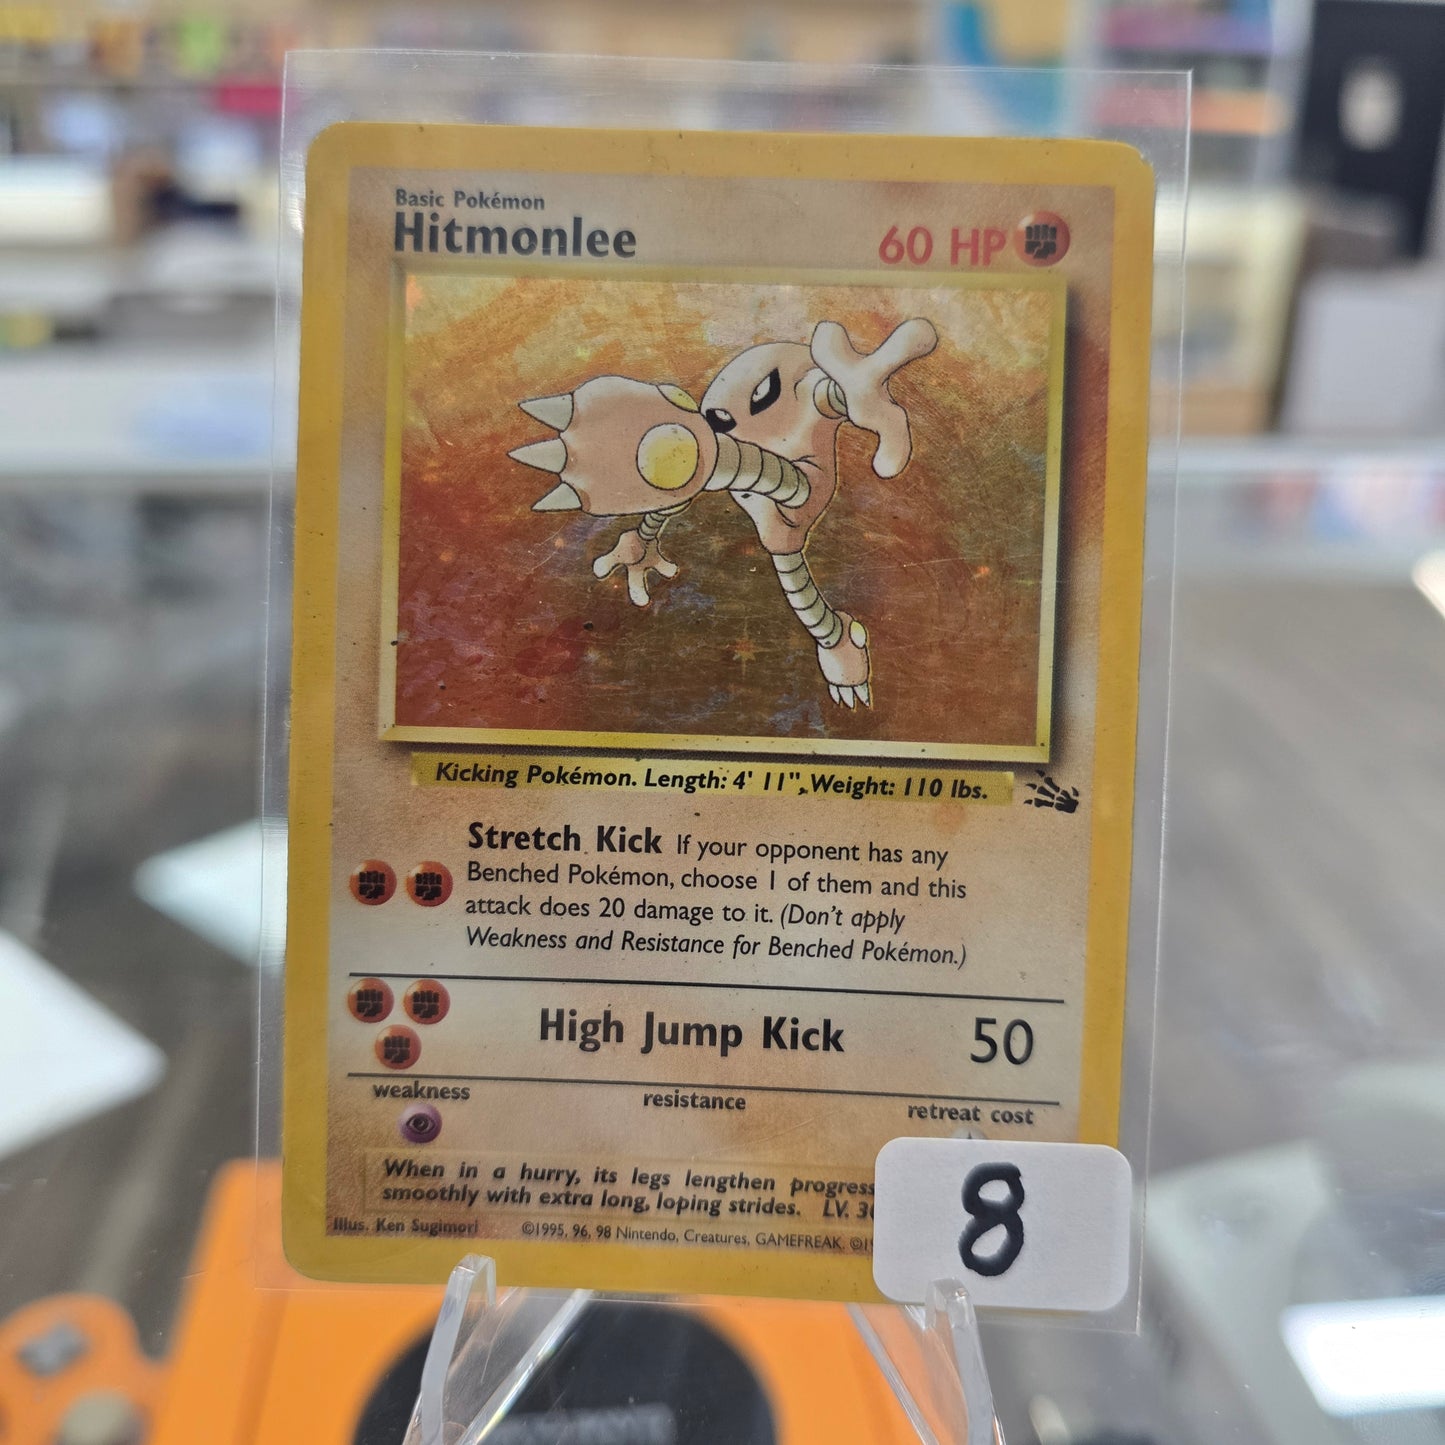 Basic Pokémon
Hitmonlee
60 HP
Kicking Pokémon. Length: 4' 11", Weight: 110 lbs.
Stretch Kick If your opponent has any
Benched Pokémon, choose 1 of them and this
attack does 20 damage to it. (Don't apply
Weakness and Resistance for Benched Pokémon.)
High Jump Kick 50
weakness
resistance
retreat cost
When in a hurry, its legs lengthen progress
smoothly with extra long, loping strides. LV. 3
Illus. Ken Sugimori
©1995, 96, 98 Nintendo, Creatures, GAMEFREAK.
8